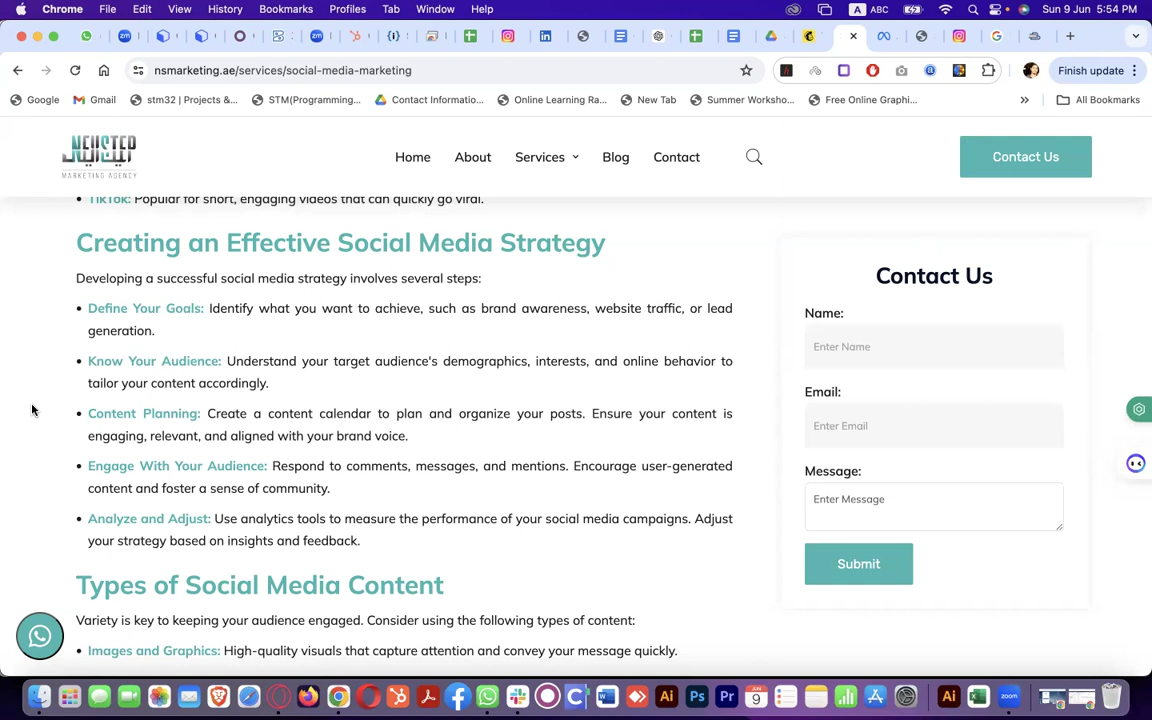 Chrome File Edit View History Bookmarks Profiles Tab Window Help
A ABC Sun 9 Jun 5:54 PM
nsmarketing.ae/services/social-media-marketing
Finish update
Google Gmail stm32 | Projects &... STM(Programming,... Contact Informatio... Online Learning Ra... New Tab Summer Worksho... Free Online Graphi... » All Bookmarks
MARKETING AGENCY
Home About Services Blog Contact
Contact Us
• TikTok: Popular for short, engaging videos that can quickly go viral.
Creating an Effective Social Media Strategy
Developing a successful social media strategy involves several steps:
• Define Your Goals: Identify what you want to achieve, such as brand awareness, website traffic, or lead
generation.
• Know Your Audience: Understand your target audience's demographics, interests, and online behavior to
tailor your content accordingly.
• Content Planning: Create a content calendar to plan and organize your posts. Ensure your content is
engaging, relevant, and aligned with your brand voice.
• Engage With Your Audience: Respond to comments, messages, and mentions. Encourage user-generated
content and foster a sense of community.
• Analyze and Adjust: Use analytics tools to measure the performance of your social media campaigns. Adjust
your strategy based on insights and feedback.
Types of Social Media Content
Variety is key to keeping your audience engaged. Consider using the following types of content:
• Images and Graphics: High-quality visuals that capture attention and convey your message quickly.
Contact Us
Name:
Enter Name
Email:
Enter Email
Message:
Enter Message
Submit